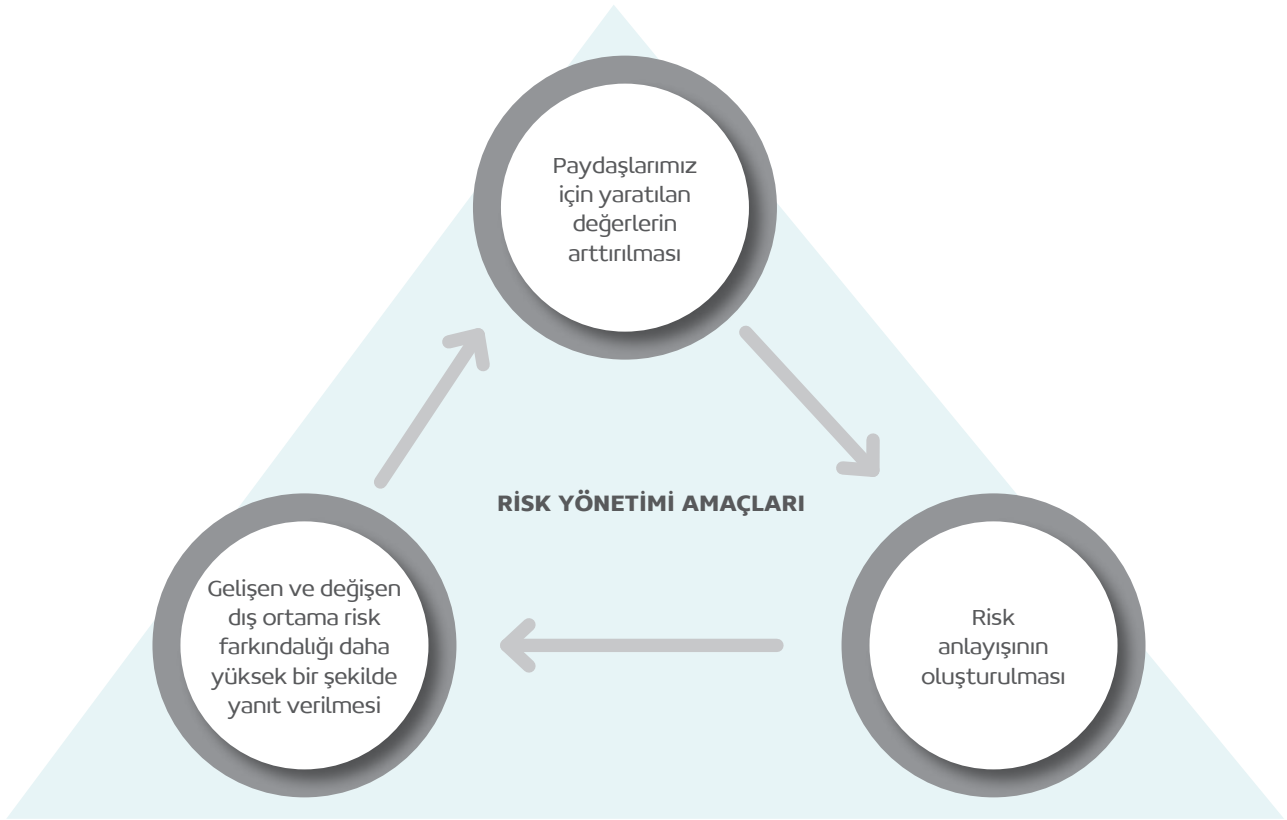 Paydaşlarımız
için yaratılan
değerlerin
arttırılması
RİSK YÖNETİMİ AMAÇLARI
Gelişen ve değişen
dış ortama risk
farkındalığı daha
yüksek bir şekilde
yanıt verilmesi
Risk
anlayışının
oluşturulması